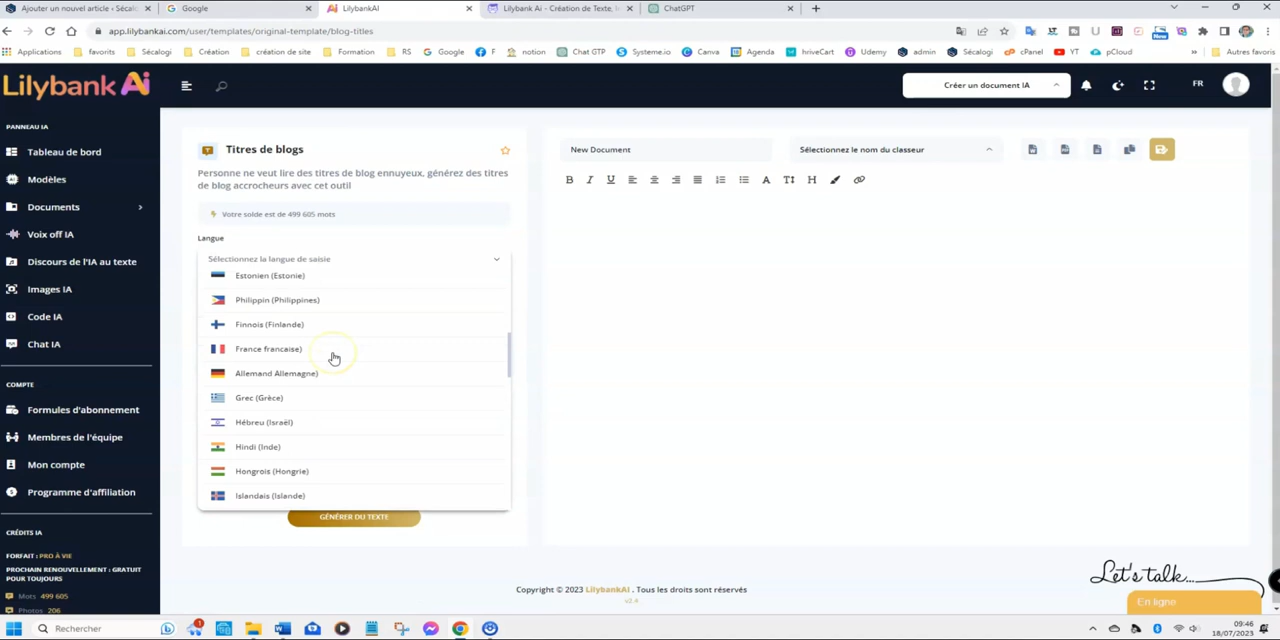 Ajouter un nouvel article ‹ Sécal
Google
LilybankAI
Lilybank Ai - Création de Texte, I
ChatGPT
app.lilybankai.com/user/templates/original-template/blog-titles
Applications
favorits
Sécalogi
Création
création de site
Formation
RS
Google
F
notion
Chat GTP
Systeme.io
Canva
Agenda
hriveCart
Udemy
admin
Sécalogi
cPanel
YT
pCloud
»
Autres favoris
Lilybank Ai
Créer un document IA
FR
PANNEAU IA
Tableau de bord
Modèles
Documents
Voix off IA
Discours de l'IA au texte
Images IA
Code IA
Chat IA
COMPTE
Formules d'abonnement
Membres de l'équipe
Mon compte
Programme d'affiliation
CRÉDITS IA
FORFAIT : PRO À VIE
PROCHAIN RENOUVELLEMENT : GRATUIT
POUR TOUJOURS
Mots 499 605
Photos 206
Titres de blogs
Personne ne veut lire des titres de blog ennuyeux, générez des titres
de blog accrocheurs avec cet outil
Votre solde est de 499 605 mots
Langue
Sélectionnez la langue de saisie
Estonien (Estonie)
Philippin (Philippines)
Finnois (Finlande)
France francaise)
Allemand Allemagne)
Grec (Grèce)
Hébreu (Israël)
Hindi (Inde)
Hongrois (Hongrie)
Islandais (Islande)
GÉNÉRER DU TEXTE
New Document
Sélectionnez le nom du classeur
Copyright © 2023 LilybankAI . Tous les droits sont réservés
v2.4
Let's talk...
En ligne
Rechercher
09:46
18/07/2023